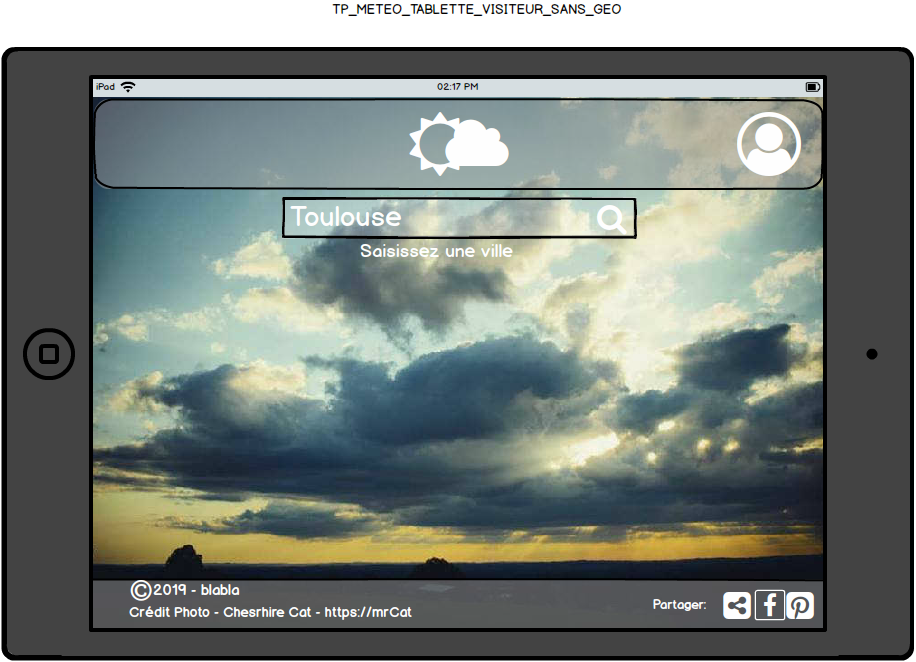 TP_METEO_TABLETTE_VISITEUR_SANS_GEO
iPad 02:17 PM
Toulouse
Saisissez une ville
©2019 - blabla
Crédit Photo - Chesrhire Cat - https://mrCat
Partager: